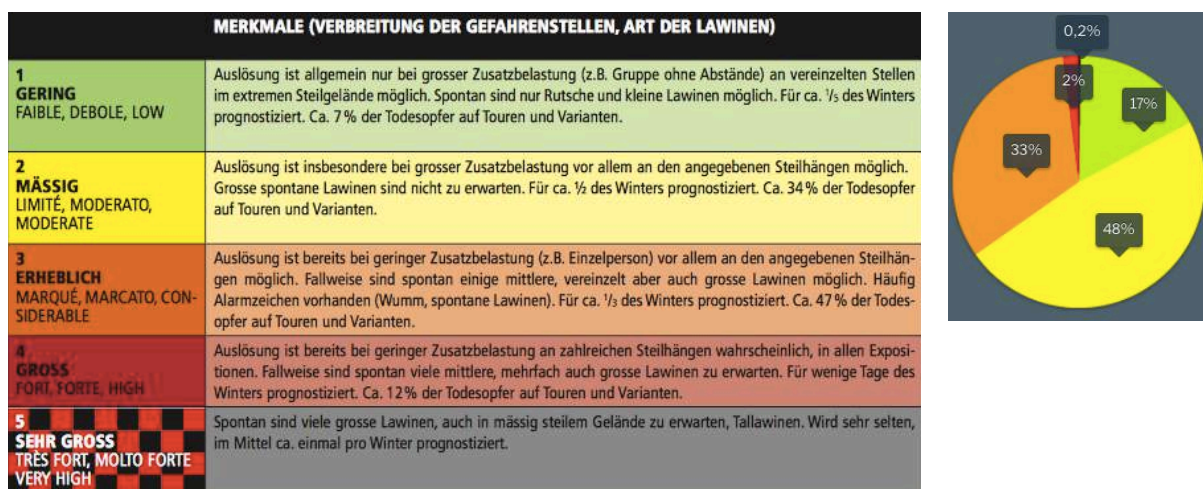 MERKMALE (VERBREITUNG DER GEFAHRENSTELLEN, ART DER LAWINEN)
1
GERING
FAIBLE, DEBOLE, LOW
Auslösung ist allgemein nur bei grosser Zusatzbelastung (z.B. Gruppe ohne Abstände) an vereinzelten Stellen
im extremen Steilgelände möglich. Spontan sind nur Rutsche und kleine Lawinen möglich. Für ca. ⅕ des Winters
prognostiziert. Ca. 7% der Todesopfer auf Touren und Varianten.
2
MÄSSIG
LIMITÉ, MODERATO,
MODERATE
Auslösung ist insbesondere bei grosser Zusatzbelastung vor allem an den angegebenen Steilhängen möglich.
Grosse spontane Lawinen sind nicht zu erwarten. Für ca. ½ des Winters prognostiziert. Ca. 34% der Todesopfer
auf Touren und Varianten.
3
ERHEBLICH
MARQUÉ, MARCATO, CON-
SIDERABLE
Auslösung ist bereits bei geringer Zusatzbelastung (z.B. Einzelperson) vor allem an den angegebenen Steilhän-
gen möglich. Fallweise sind spontan einige mittlere, vereinzelt aber auch grosse Lawinen möglich. Häufig
Alarmzeichen vorhanden (Wumm, spontane Lawinen). Für ca. ⅓ des Winters prognostiziert. Ca. 47% der Todes-
opfer auf Touren und Varianten.
4
GROSS
FORT, FORTE, HIGH
Auslösung ist bereits bei geringer Zusatzbelastung an zahlreichen Steilhängen wahrscheinlich, in allen Exposi-
tionen. Fallweise sind spontan viele mittlere, mehrfach auch grosse Lawinen zu erwarten. Für wenige Tage des
Winters prognostiziert. Ca. 12% der Todesopfer auf Touren und Varianten.
5
SEHR GROSS
TRÈS FORT, MOLTO FORTE
VERY HIGH
Spontan sind viele grosse Lawinen, auch in mässig steilem Gelände zu erwarten, Tallawinen. Wird sehr selten,
im Mittel ca. einmal pro Winter prognostiziert.
0,2%
2%
17%
33%
48%